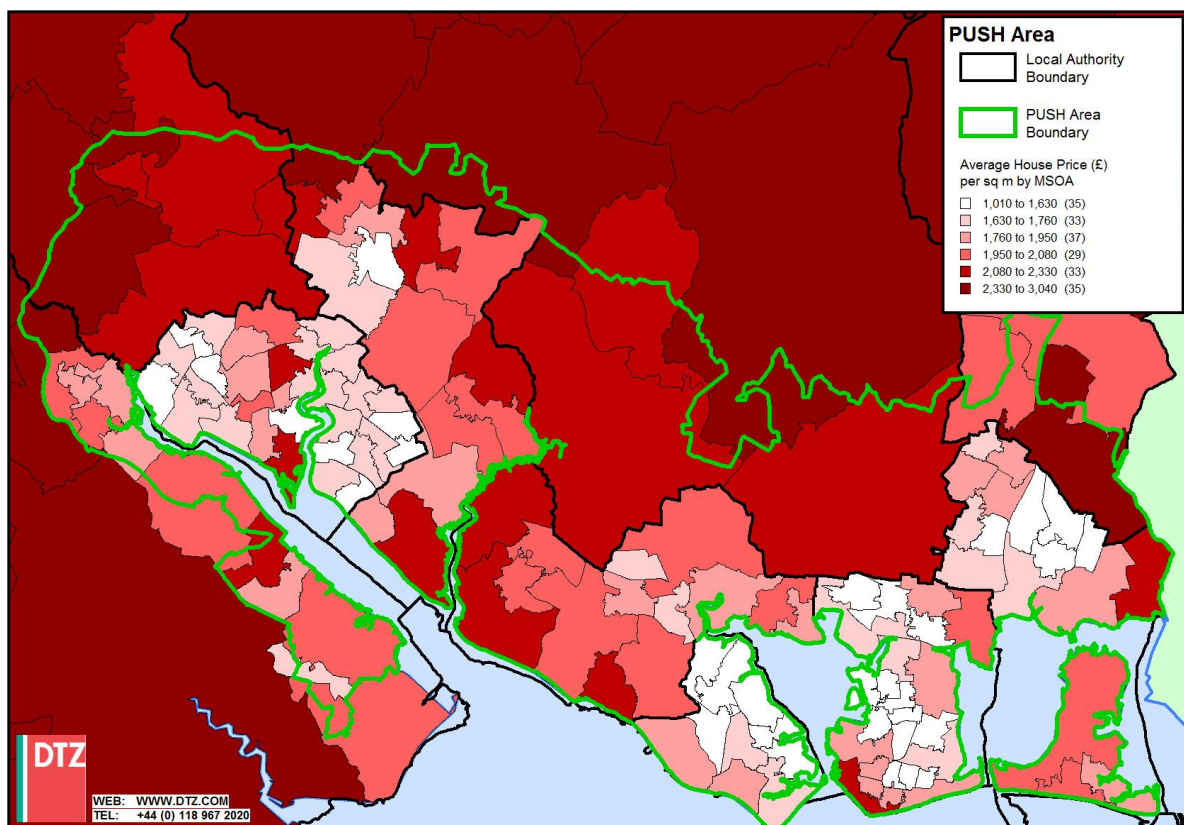 PUSH Area
Local Authority
Boundary
PUSH Area
Boundary
Average House Price (£)
per sq m by MSOA
1,010 to 1,630 (35)
1,630 to 1,760 (33)
1,760 to 1,950 (37)
1,950 to 2,080 (29)
2,080 to 2,330 (33)
2,330 to 3,040 (35)
DTZ
WEB: WWW.DTZ.COM
TEL: +44 (0) 118 967 2020